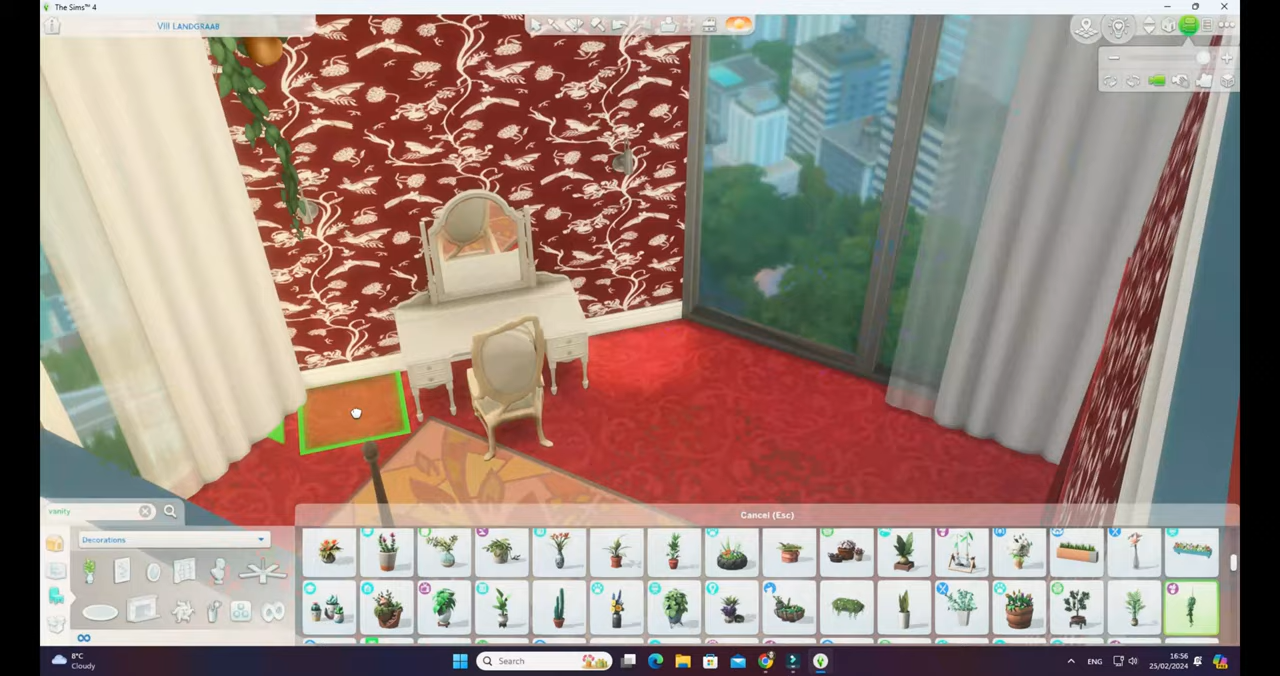 The Sims™ 4
VIII LANDGRAAB
vanity
Cancel (Esc)
Decorations
8°C
Cloudy
Search
ENG
16:56
25/02/2024